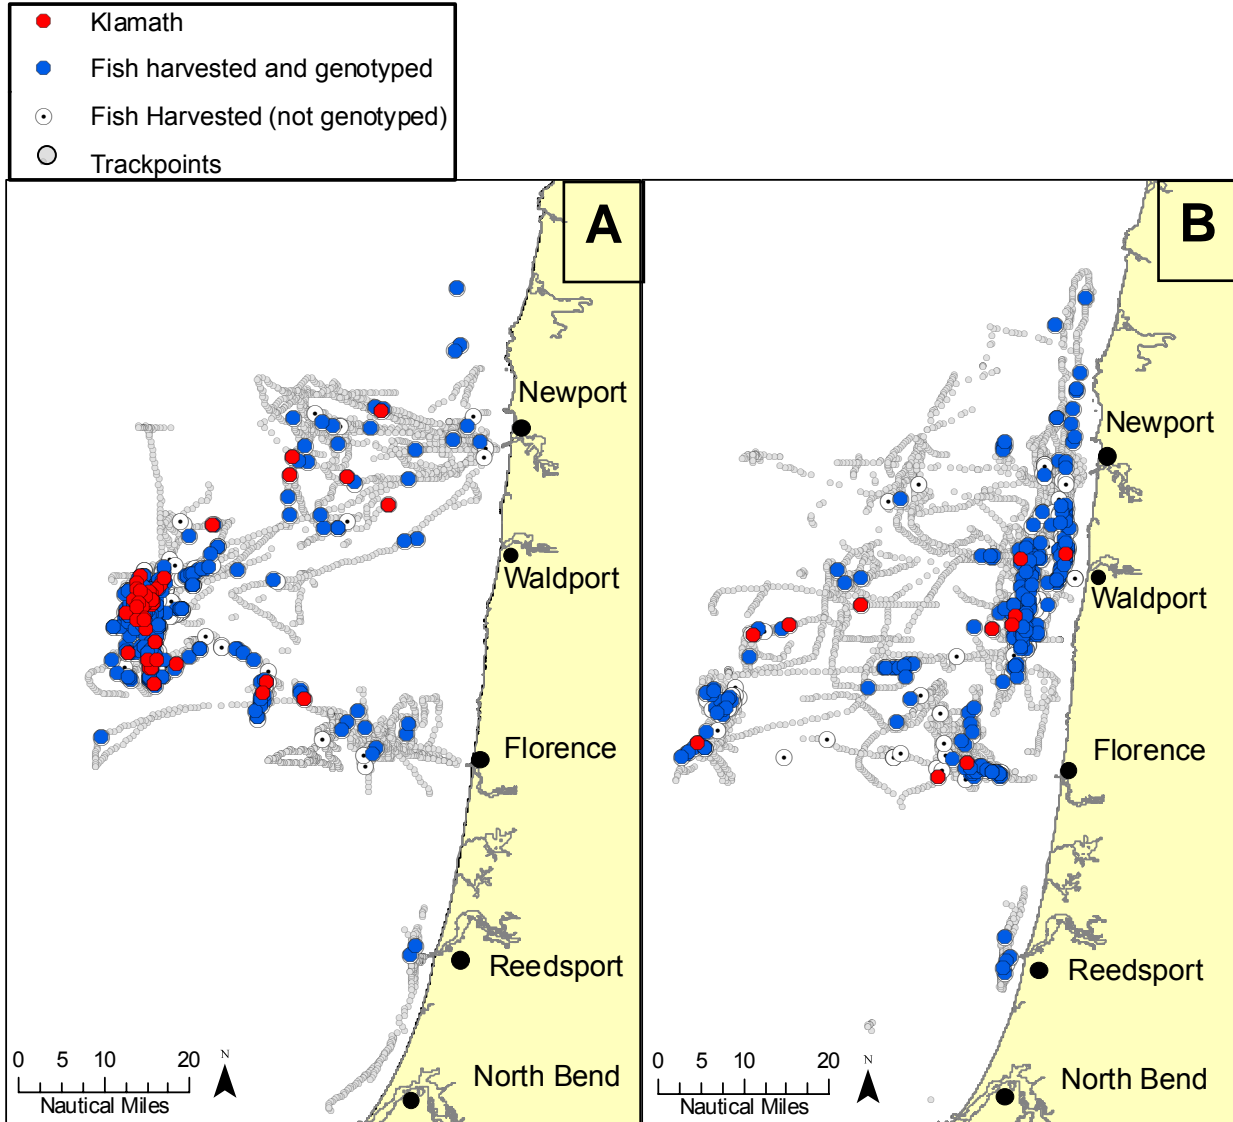 Klamath
Fish harvested and genotyped
Fish Harvested (not genotyped)
Trackpoints
A
Newport
Waldport
Florence
Reedsport
North Bend
0 5 10 20
Nautical Miles
N
B
Newport
Waldport
Florence
Reedsport
North Bend
0 5 10 20
Nautical Miles
N